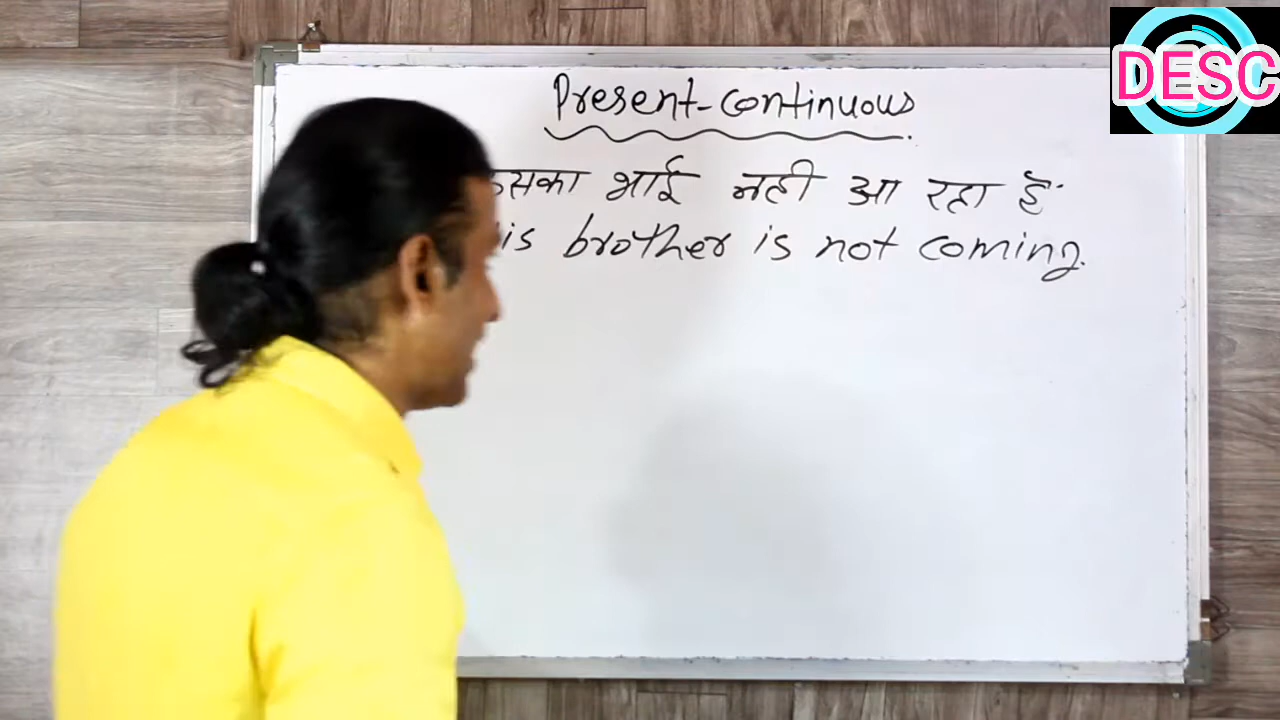 Present-continuous
भाई नही आ रहा है.
brother is not coming.
DESC